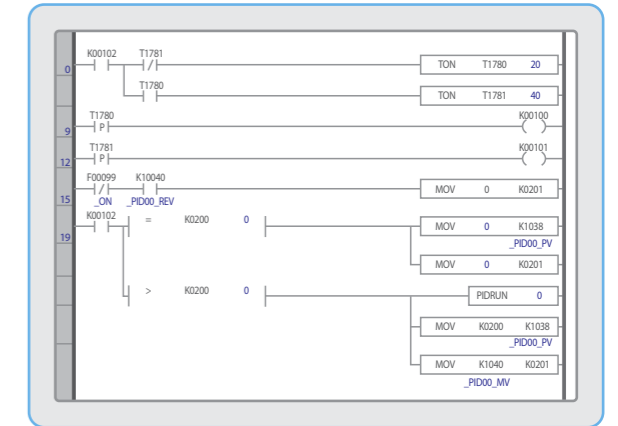 K00102 T1781
0 TON T1780 20
T1780
TON T1781 40
T1780 K00100
9 P
T1781 K00101
12 P
F00099 K10040
15 MOV 0 K0201
_ON _PID00_REV
K00102
= K0200 0 MOV 0 K1038
19 _PID00_PV
MOV 0 K0201
> K0200 0 PIDRUN 0
MOV K0200 K1038
_PID00_PV
MOV K1040 K0201
_PID00_MV